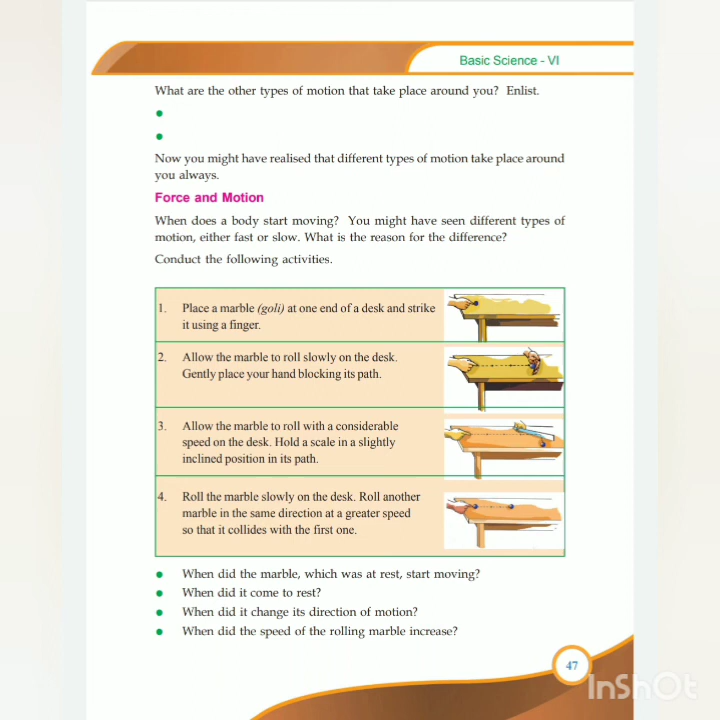 Basic Science - VI
What are the other types of motion that take place around you? Enlist.
•
•
Now you might have realised that different types of motion take place around
you always.
Force and Motion
When does a body start moving? You might have seen different types of
motion, either fast or slow. What is the reason for the difference?
Conduct the following activities.
1. Place a marble (goli) at one end of a desk and strike
it using a finger.
2. Allow the marble to roll slowly on the desk.
Gently place your hand blocking its path.
3. Allow the marble to roll with a considerable
speed on the desk. Hold a scale in a slightly
inclined position in its path.
4. Roll the marble slowly on the desk. Roll another
marble in the same direction at a greater speed
so that it collides with the first one.
• When did the marble, which was at rest, start moving?
• When did it come to rest?
• When did it change its direction of motion?
• When did the speed of the rolling marble increase?
47
InShOt